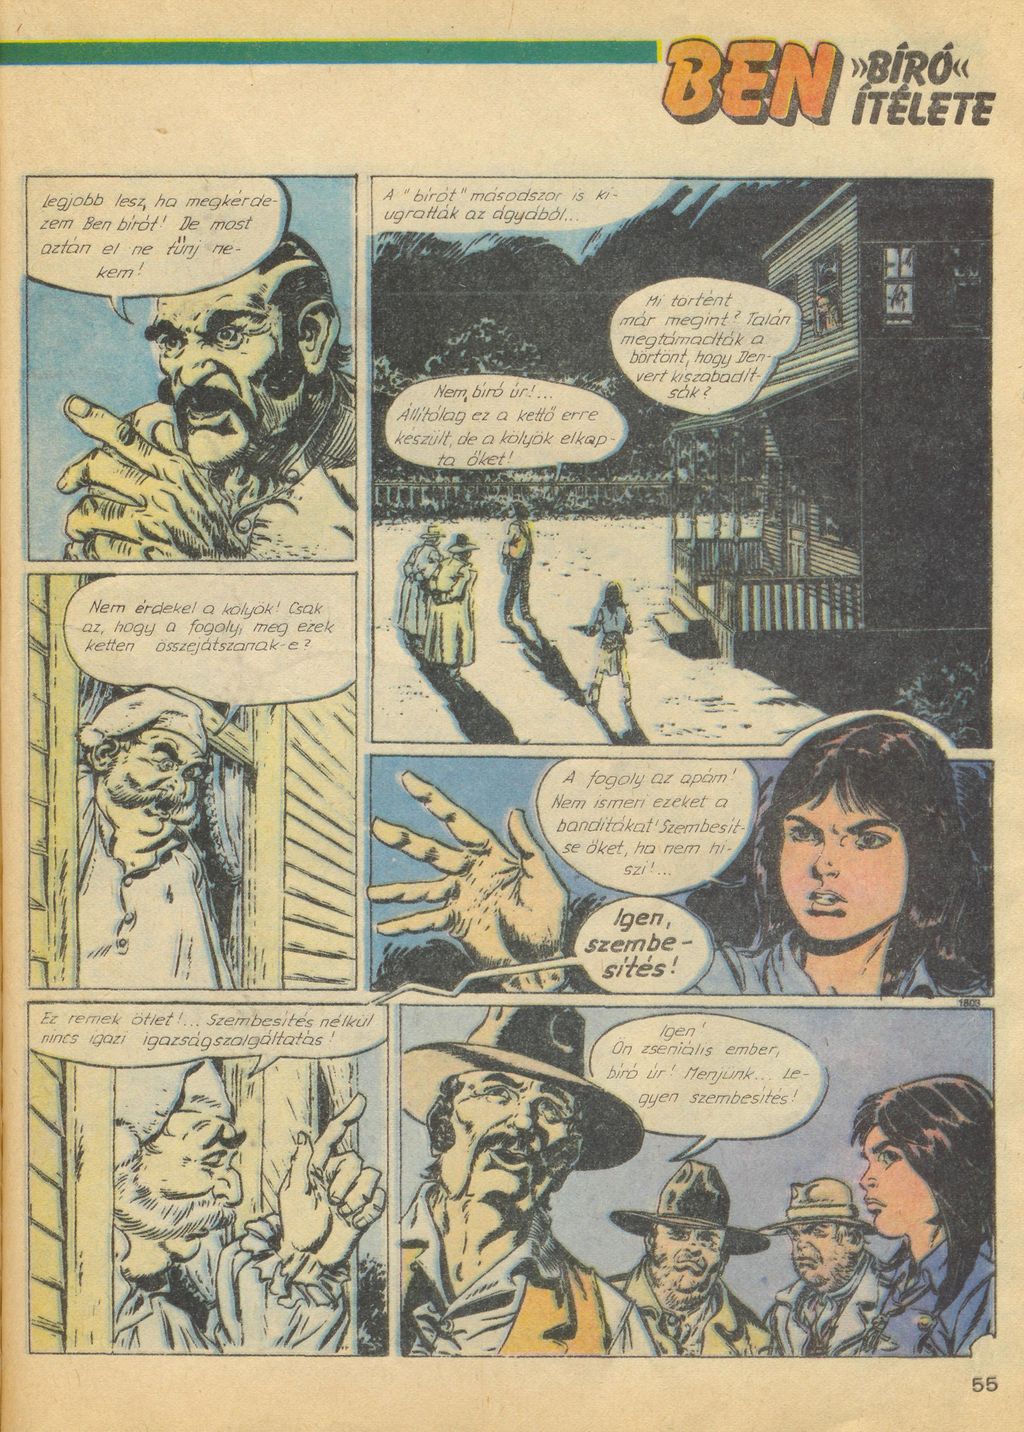 BEN »BÍRÓ«
ÍTÉLETE
Legjobb lesz, ha megkérde-
zem Ben bírót! De most
aztán el ne tűnj ne-
kem!
A "bírót" másodszor is ki-
ugratták az ágyából...
Mi történt
már megint? Talán
megtámadták a
börtönt, hogy Den-
vert kiszabadít-
sák?
Nem, bíró úr!...
Állítólag ez a kettő erre
készült, de a kölyök elkap-
ta őket!
Nem érdekel a kölyök! Csak
az, hogy a fogoly, meg ezek
ketten összejátszanak-e?
A fogoly az apám!
Nem ismeri ezeket a
banditákat! Szembesít-
se őket, ha nem hi-
szi!...
Igen,
szembe-
sítés!
1803
Ez remek ötlet!... Szembesítés nélkül
nincs igazi igazságszolgáltatás!
Igen!
Ön zseniális ember,
bíró úr! Menjünk... Le-
gyen szembesítés!
55